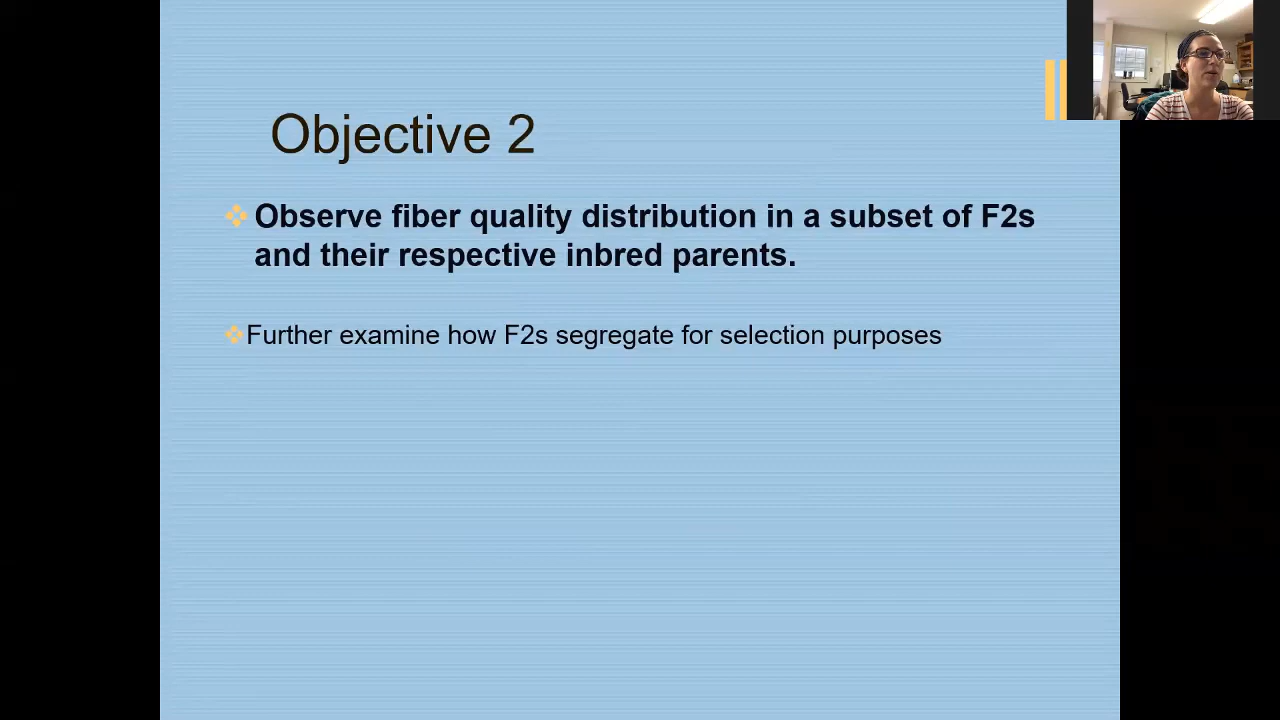 Objective 2
Observe fiber quality distribution in a subset of F2s
and their respective inbred parents.
Further examine how F2s segregate for selection purposes